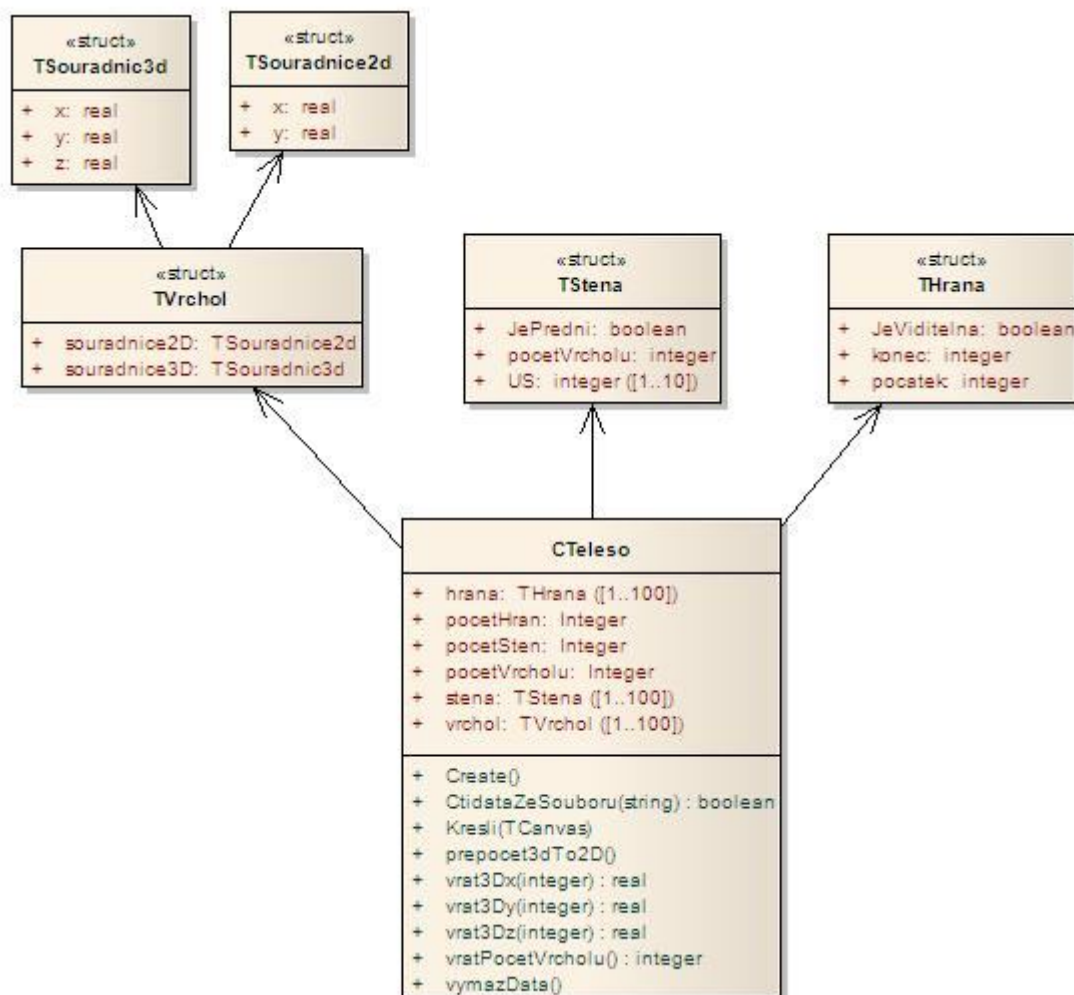 «struct»
TSouradnic3d
+ x: real
+ y: real
+ z: real
«struct»
TSouradnice2d
+ x: real
+ y: real
«struct»
TVrchol
+ souradnice2D: TSouradnice2d
+ souradnice3D: TSouradnic3d
«struct»
TStena
+ JePredni: boolean
+ pocetVrcholu: integer
+ US: integer ([1..10])
«struct»
THrana
+ JeViditelna: boolean
+ konec: integer
+ pocatek: integer
CTeleso
+ hrana: THrana ([1..100])
+ pocetHran: Integer
+ pocetSten: Integer
+ pocetVrcholu: Integer
+ stena: TStena ([1..100])
+ vrchol: TVrchol ([1..100])
+ Create()
+ CtidataZeSouboru(string) : boolean
+ Kresli(TCanvas)
+ prepocet3dTo2D()
+ vrat3Dx(integer) : real
+ vrat3Dy(integer) : real
+ vrat3Dz(integer) : real
+ vratPocetVrcholu() : integer
+ vymazData()